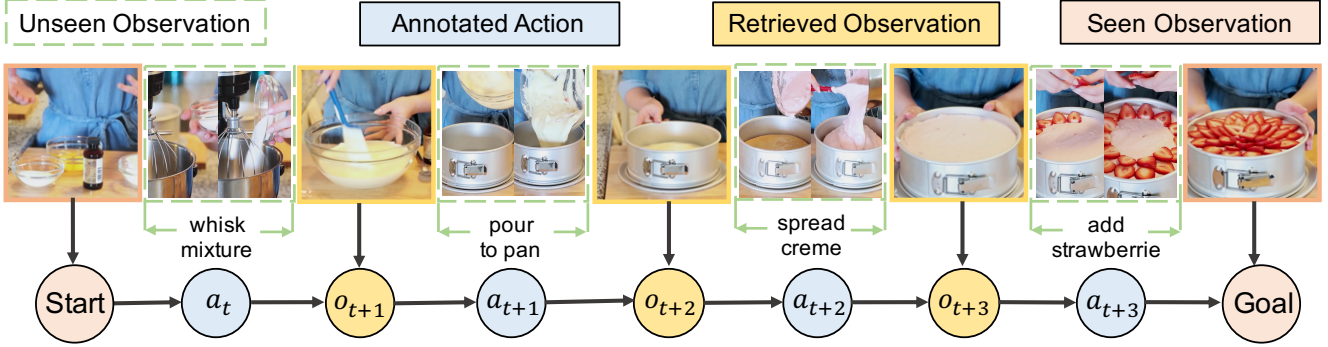 Unseen Observation
Annotated Action
Retrieved Observation
Seen Observation
whisk
mixture
pour
to pan
spread
creme
add
strawberrie
Start
a_t
o_{t+1}
a_{t+1}
o_{t+2}
a_{t+2}
o_{t+3}
a_{t+3}
Goal